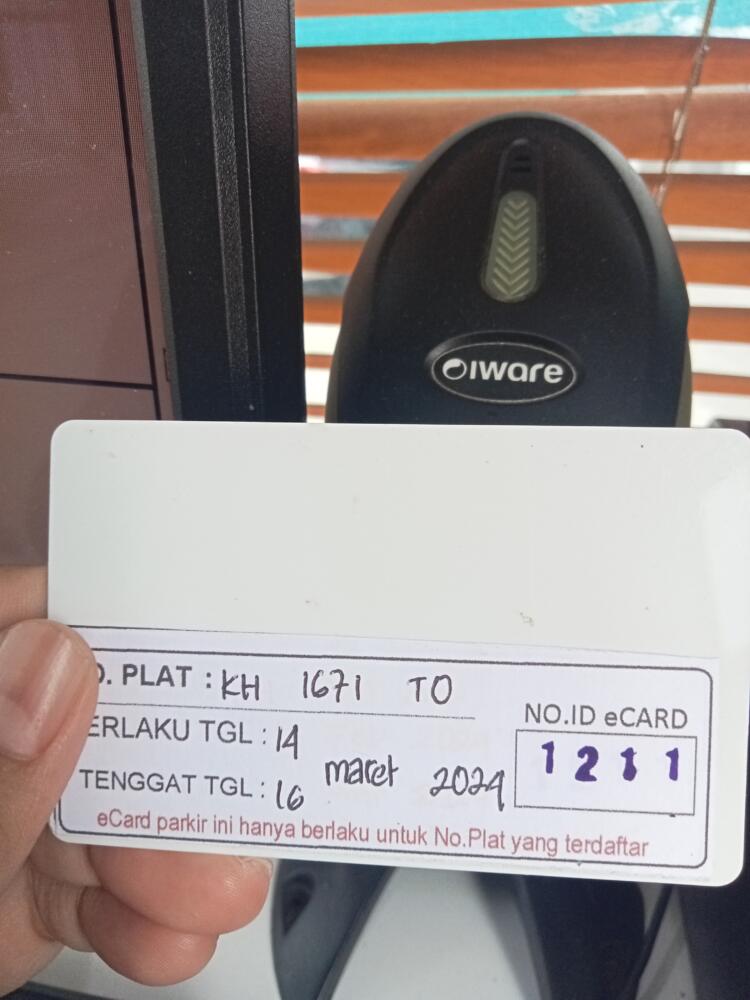 iware
. PLAT : KH 1671 TO
NO.ID eCARD
ERLAKU TGL : 14
1211
maret 2024
TENGGAT TGL : 16
eCard parkir ini hanya berlaku untuk No.Plat yang terdaftar